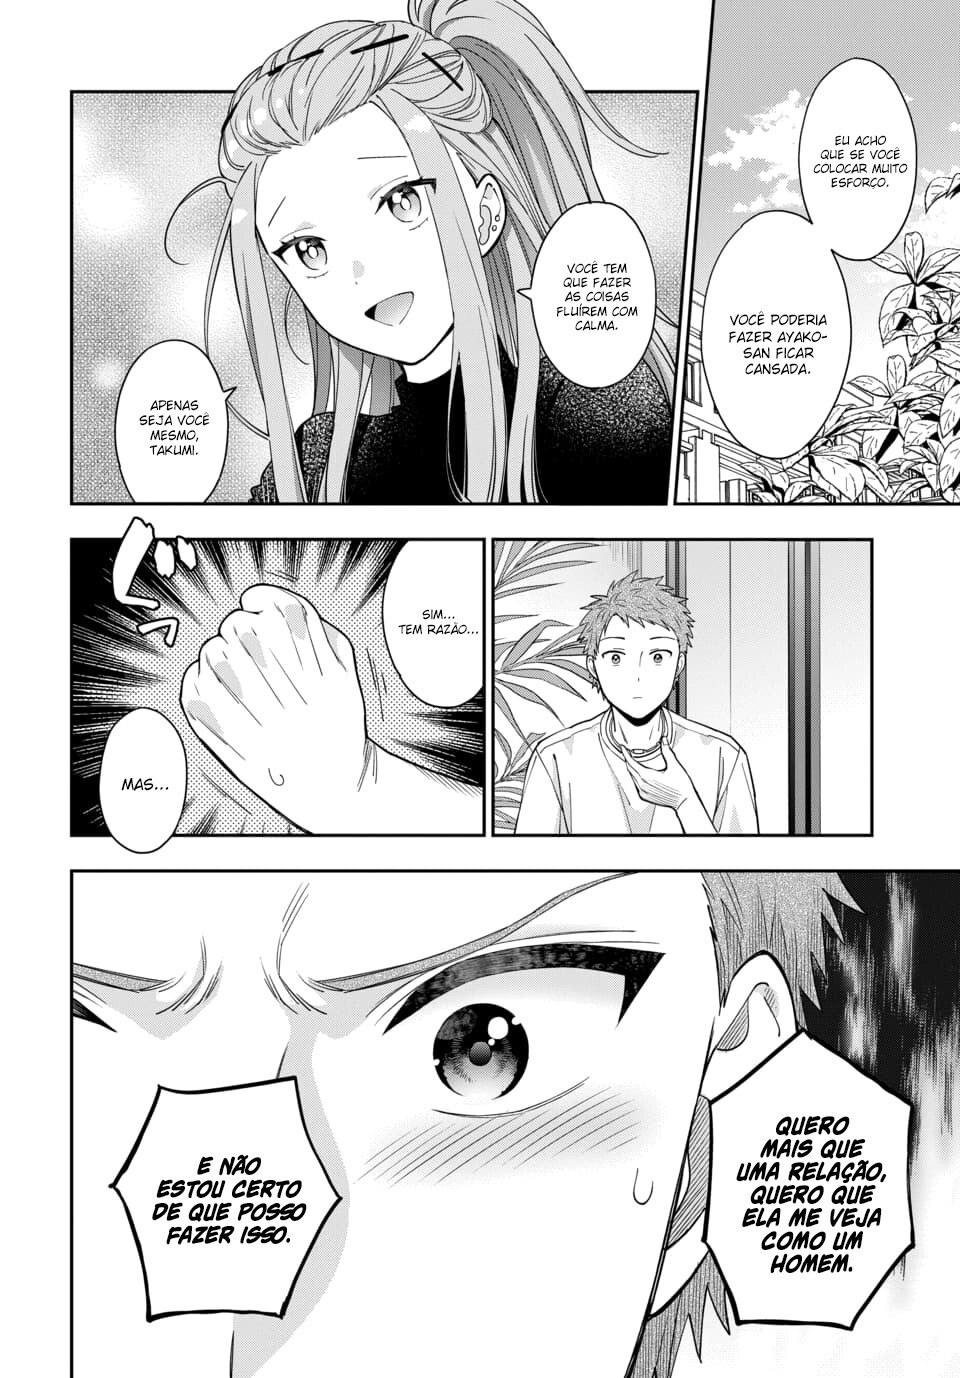 EU ACHO
QUE SE VOCÊ
COLOCAR MUITO
ESFORÇO.
VOCÊ PODERIA
FAZER AYAKO-
SAN FICAR
CANSADA.
VOCÊ TEM
QUE FAZER
AS COISAS
FLUÍREM COM
CALMA.
APENAS
SEJA VOCÊ
MESMO,
TAKUMI.
SIM...
TEM RAZÃO...
MAS...
QUERO
MAIS QUE
UMA RELAÇÃO,
QUERO QUE
ELA ME VEJA
COMO UM
HOMEM.
E NÃO
ESTOU CERTO
DE QUE POSSO
FAZER ISSO.